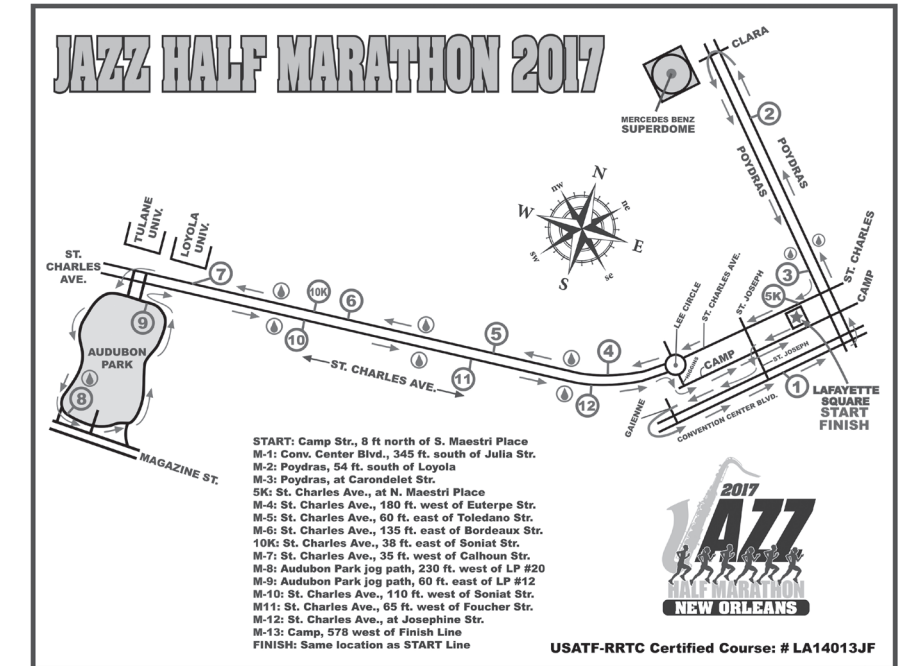 JAZZ HALF MARATHON 2017
CLARA
MERCEDES BENZ
SUPERDOME
2
POYDRAS
POYDRAS
N
ne
E
se
S
sw
W
nw
TULANE
UNIV.
LOYOLA
UNIV.
ST.
CHARLES
AVE.
7
10K
6
5
4
3
5K
ST. CHARLES
CAMP
LEE CIRCLE
ST. CHARLES AVE.
ST. JOSEPH
9
AUDUBON
PARK
8
10
ST. CHARLES AVE.
11
12
HIGGINS
CAMP
ST. JOSEPH
1
GAIENNE
CONVENTION CENTER BLVD.
LAFAYETTE
SQUARE
START
FINISH
MAGAZINE ST.
START: Camp Str., 8 ft north of S. Maestri Place
M-1: Conv. Center Blvd., 345 ft. south of Julia Str.
M-2: Poydras, 54 ft. south of Loyola
M-3: Poydras, at Carondelet Str.
5K: St. Charles Ave., at N. Maestri Place
M-4: St. Charles Ave., 180 ft. west of Euterpe Str.
M-5: St. Charles Ave., 60 ft. east of Toledano Str.
M-6: St. Charles Ave., 135 ft. east of Bordeaux Str.
10K: St. Charles Ave., 38 ft. east of Soniat Str.
M-7: St. Charles Ave., 35 ft. west of Calhoun Str.
M-8: Audubon Park jog path, 230 ft. west of LP #20
M-9: Audubon Park jog path, 60 ft. east of LP #12
M-10: St. Charles Ave., 110 ft. west of Soniat Str.
M11: St. Charles Ave., 65 ft. west of Foucher Str.
M-12: St. Charles Ave., at Josephine Str.
M-13: Camp, 578 west of Finish Line
FINISH: Same location as START Line
2017
JAZZ
HALF MARATHON
NEW ORLEANS
USATF-RRTC Certified Course: # LA14013JF